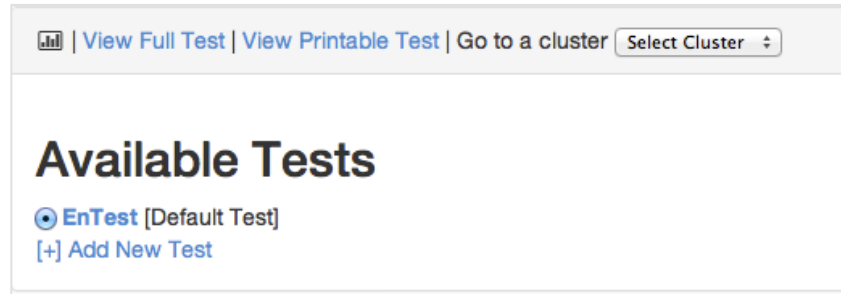 | View Full Test | View Printable Test | Go to a cluster Select Cluster
Available Tests
EnTest [Default Test]
[+] Add New Test